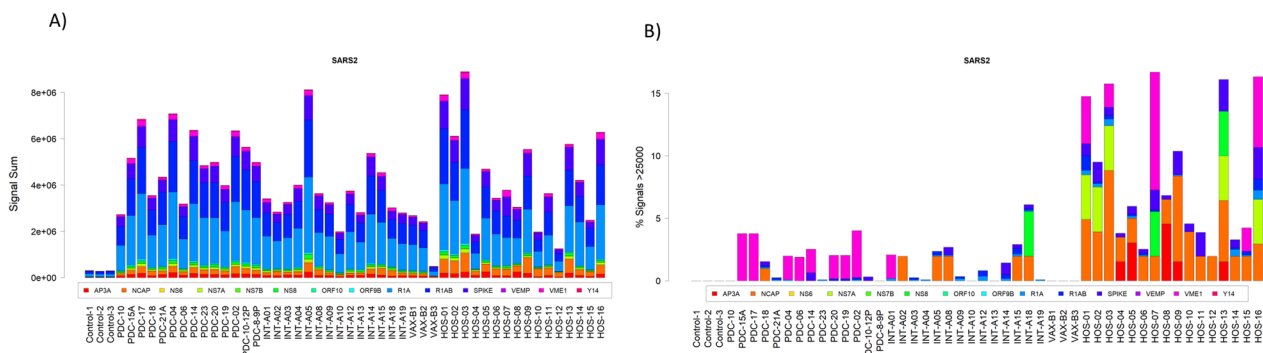 A)
SARS2
Signal Sum
8e+06
6e+06
4e+06
2e+06
0e+00
AP3A NCAP NS6 NS7A NS7B NS8 ORF10 ORF9B R1A R1AB SPIKE VEMP VME1 Y14
Control-1
Control-2
Control-3
PDC-10
PDC-15A
PDC-17
PDC-18
PDC-21A
PDC-04
PDC-06
PDC-14
PDC-23
PDC-20
PDC-19
PDC-02
PDC-10-12P
PDC-8-9P
INT-A01
INT-A02
INT-A03
INT-A04
INT-A05
INT-A08
INT-A09
INT-A07
INT-A12
INT-A13
INT-A14
INT-A15
INT-A18
INT-A19
VAX-B1
VAX-B2
VAX-B3
HOS-01
HOS-02
HOS-03
HOS-04
HOS-05
HOS-06
HOS-07
HOS-08
HOS-09
HOS-10
HOS-11
HOS-12
HOS-13
HOS-14
HOS-15
HOS-16
B)
SARS2
% Signals >25000
15
10
5
0
AP3A NCAP NS6 NS7A NS7B NS8 ORF10 ORF9B R1A R1AB SPIKE VEMP VME1 Y14
Control-1
Control-2
Control-3
PDC-10
PDC-15A
PDC-17
PDC-18
PDC-21A
PDC-04
PDC-06
PDC-14
PDC-23
PDC-20
PDC-19
PDC-02
PDC-10-12P
PDC-8-9P
INT-A01
INT-A02
INT-A03
INT-A04
INT-A05
INT-A08
INT-A09
INT-A07
INT-A12
INT-A13
INT-A14
INT-A15
INT-A18
INT-A19
VAX-B1
VAX-B2
VAX-B3
HOS-01
HOS-02
HOS-03
HOS-04
HOS-05
HOS-06
HOS-07
HOS-08
HOS-09
HOS-10
HOS-11
HOS-12
HOS-13
HOS-14
HOS-15
HOS-16